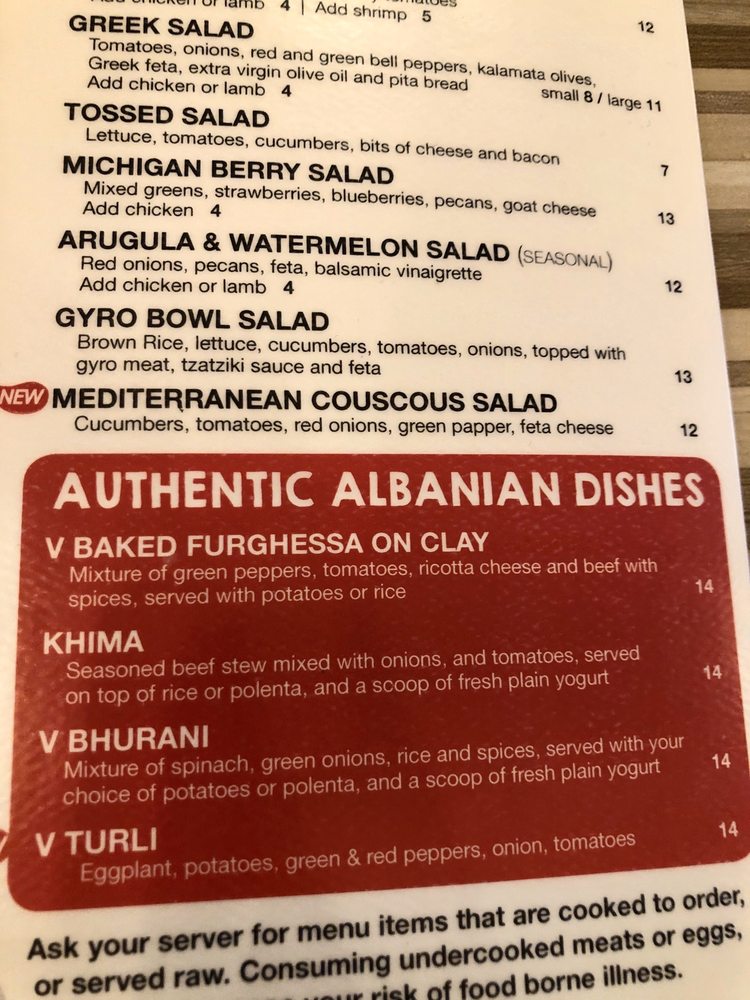 Add chicken or lamb 4 | Add shrimp 5
12
GREEK SALAD
Tomatoes, onions, red and green bell peppers, kalamata olives,
Greek feta, extra virgin olive oil and pita bread
small 8 / large 11
Add chicken or lamb 4
TOSSED SALAD
Lettuce, tomatoes, cucumbers, bits of cheese and bacon
7
MICHIGAN BERRY SALAD
Mixed greens, strawberries, blueberries, pecans, goat cheese
Add chicken 4
13
ARUGULA & WATERMELON SALAD (SEASONAL)
Red onions, pecans, feta, balsamic vinaigrette
Add chicken or lamb 4
12
GYRO BOWL SALAD
Brown Rice, lettuce, cucumbers, tomatoes, onions, topped with
gyro meat, tzatziki sauce and feta
13
NEW MEDITERRANEAN COUSCOUS SALAD
Cucumbers, tomatoes, red onions, green papper, feta cheese
12
AUTHENTIC ALBANIAN DISHES
V BAKED FURGHESSA ON CLAY
Mixture of green peppers, tomatoes, ricotta cheese and beef with
spices, served with potatoes or rice
14
KHIMA
Seasoned beef stew mixed with onions, and tomatoes, served
on top of rice or polenta, and a scoop of fresh plain yogurt
14
V BHURANI
Mixture of spinach, green onions, rice and spices, served with your
choice of potatoes or polenta, and a scoop of fresh plain yogurt
14
V TURLI
Eggplant, potatoes, green & red peppers, onion, tomatoes
14
Ask your server for menu items that are cooked to order,
or served raw. Consuming undercooked meats or eggs,
your risk of food borne illness.